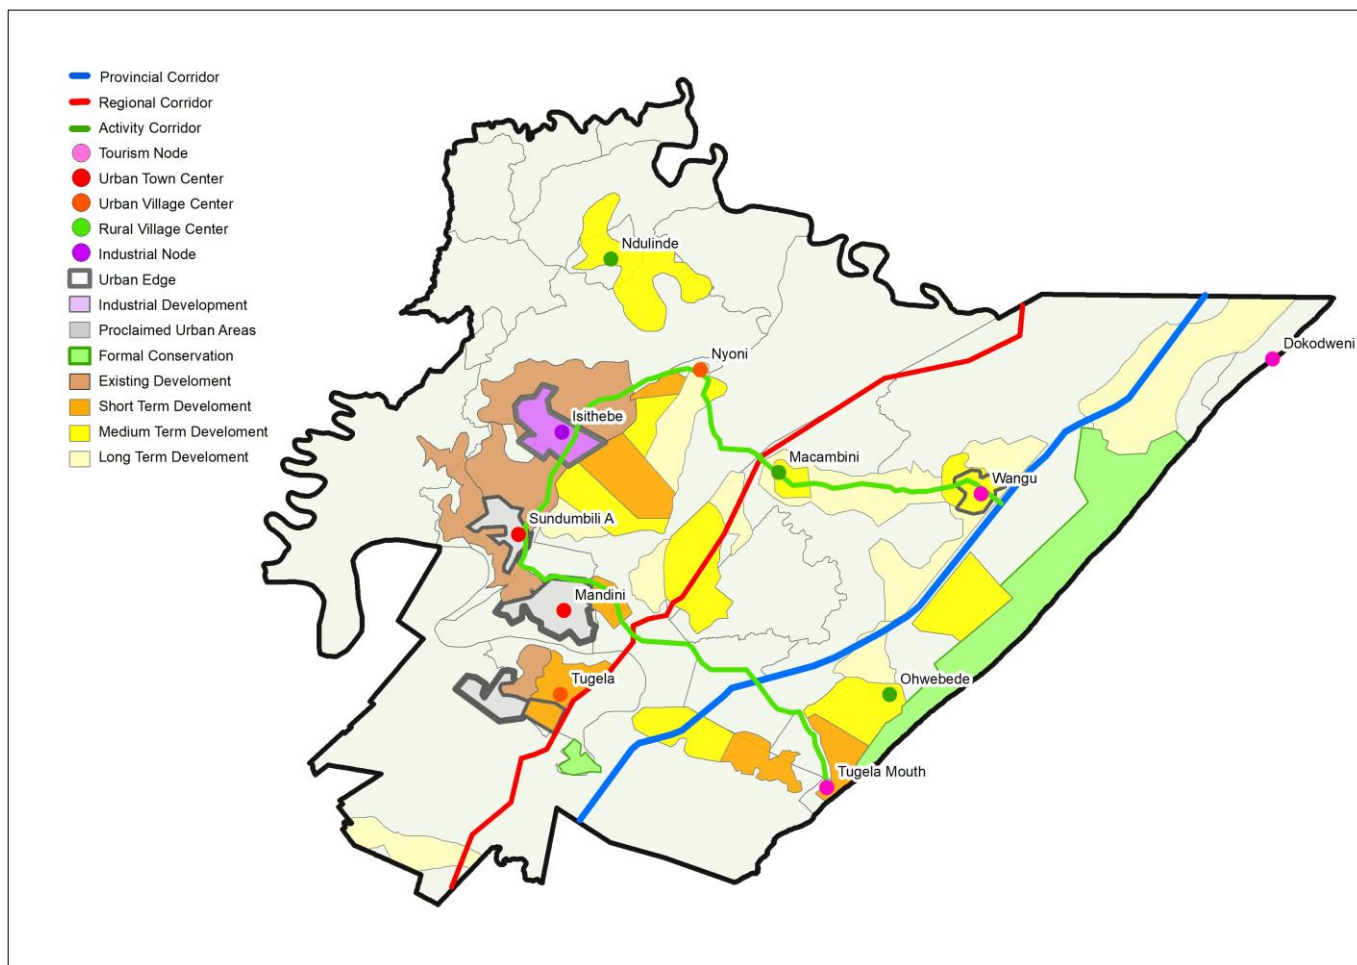 Provincial Corridor
Regional Corridor
Activity Corridor
Tourism Node
Urban Town Center
Urban Village Center
Rural Village Center
Industrial Node
Urban Edge
Industrial Development
Proclaimed Urban Areas
Formal Conservation
Existing Develoment
Short Term Develoment
Medium Term Develoment
Long Term Develoment
Ndulinde
Dokodweni
Nyoni
Isithebe
Macambini
Wangu
Sundumbili A
Mandini
Tugela
Ohwebede
Tugela Mouth